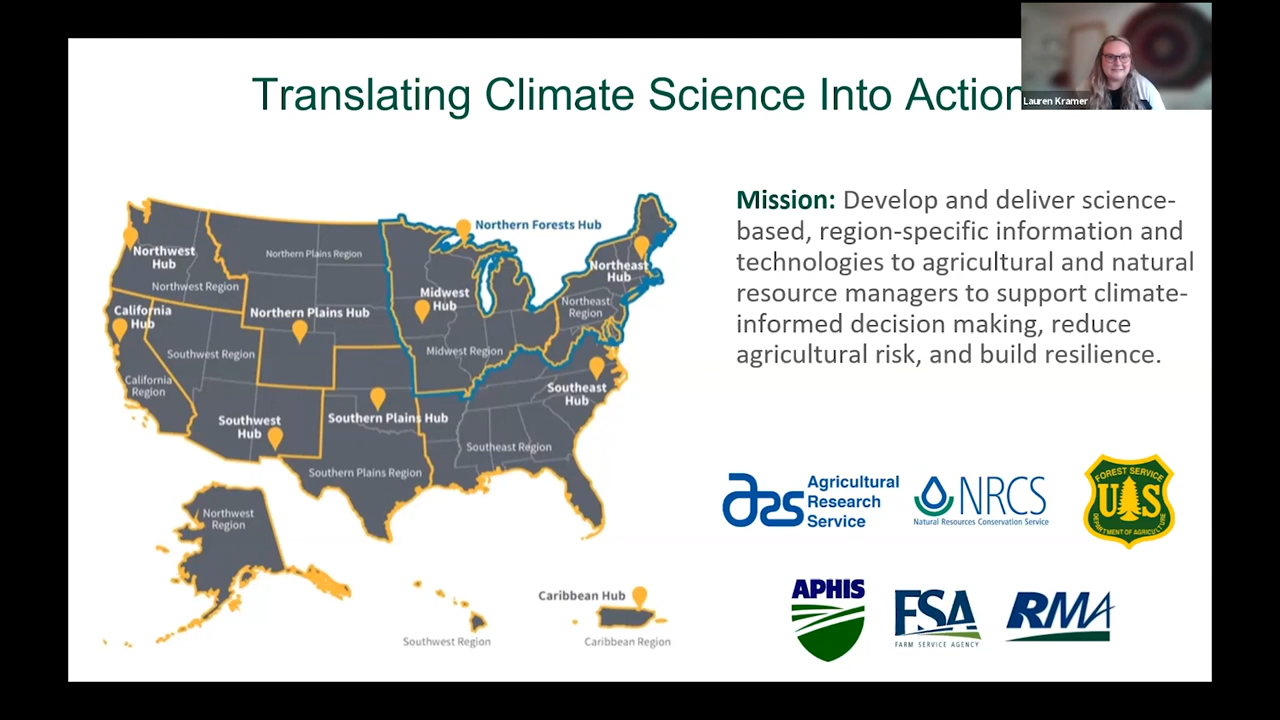 Translating Climate Science Into Action
Lauren Kramer
Mission: Develop and deliver science-
based, region-specific information and
technologies to agricultural and natural
resource managers to support climate-
informed decision making, reduce
agricultural risk, and build resilience.
Northern Forests Hub
Northwest
Hub
Northern Plains Region
Northeast
Hub
Northwest Region
Midwest
Hub
Northeast
Region
California
Hub
Northern Plains Hub
Southwest Region
Midwest Region
California
Region
Southeast
Hub
Southwest
Hub
Southern Plains Hub
Southeast Region
Southern Plains Region
Northwest
Region
Caribbean Hub
Southwest Region
Caribbean Region
ars
Agricultural
Research
Service
NRCS
Natural Resources Conservation Service
FOREST SERVICE
U S
DEPARTMENT OF AGRICULTURE
APHIS
FSA
FARM SERVICE AGENCY
RMA